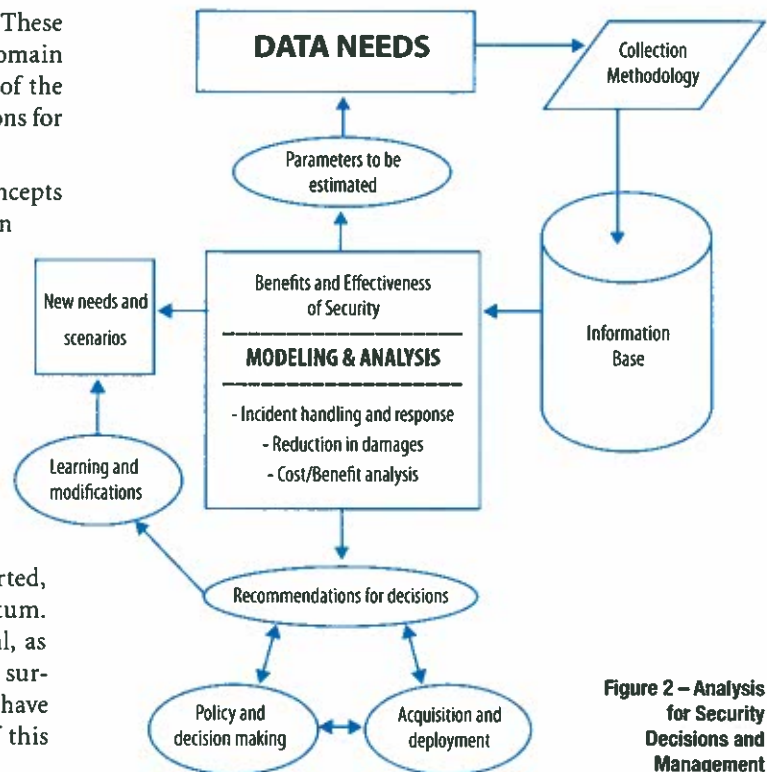 These
omain
of the
ons for
ncepts
n
rted,
tum.
l, as
sur-
have
f this
DATA NEEDS
Collection
Methodology
Parameters to be
estimated
Benefits and Effectiveness
of Security
MODELING & ANALYSIS
- Incident handling and response
- Reduction in damages
- Cost/Benefit analysis
New needs and
scenarios
Information
Base
Learning and
modifications
Recommendations for decisions
Policy and
decision making
Acquisition and
deployment
Figure 2 – Analysis
for Security
Decisions and
Management